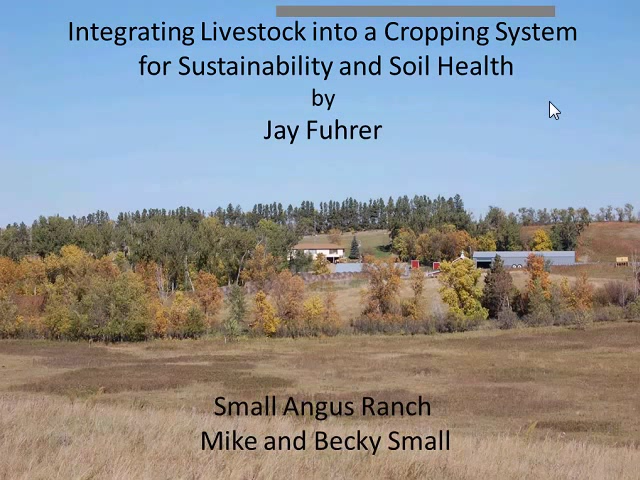 Integrating Livestock into a Cropping System
for Sustainability and Soil Health
by
Jay Fuhrer
Small Angus Ranch
Mike and Becky Small